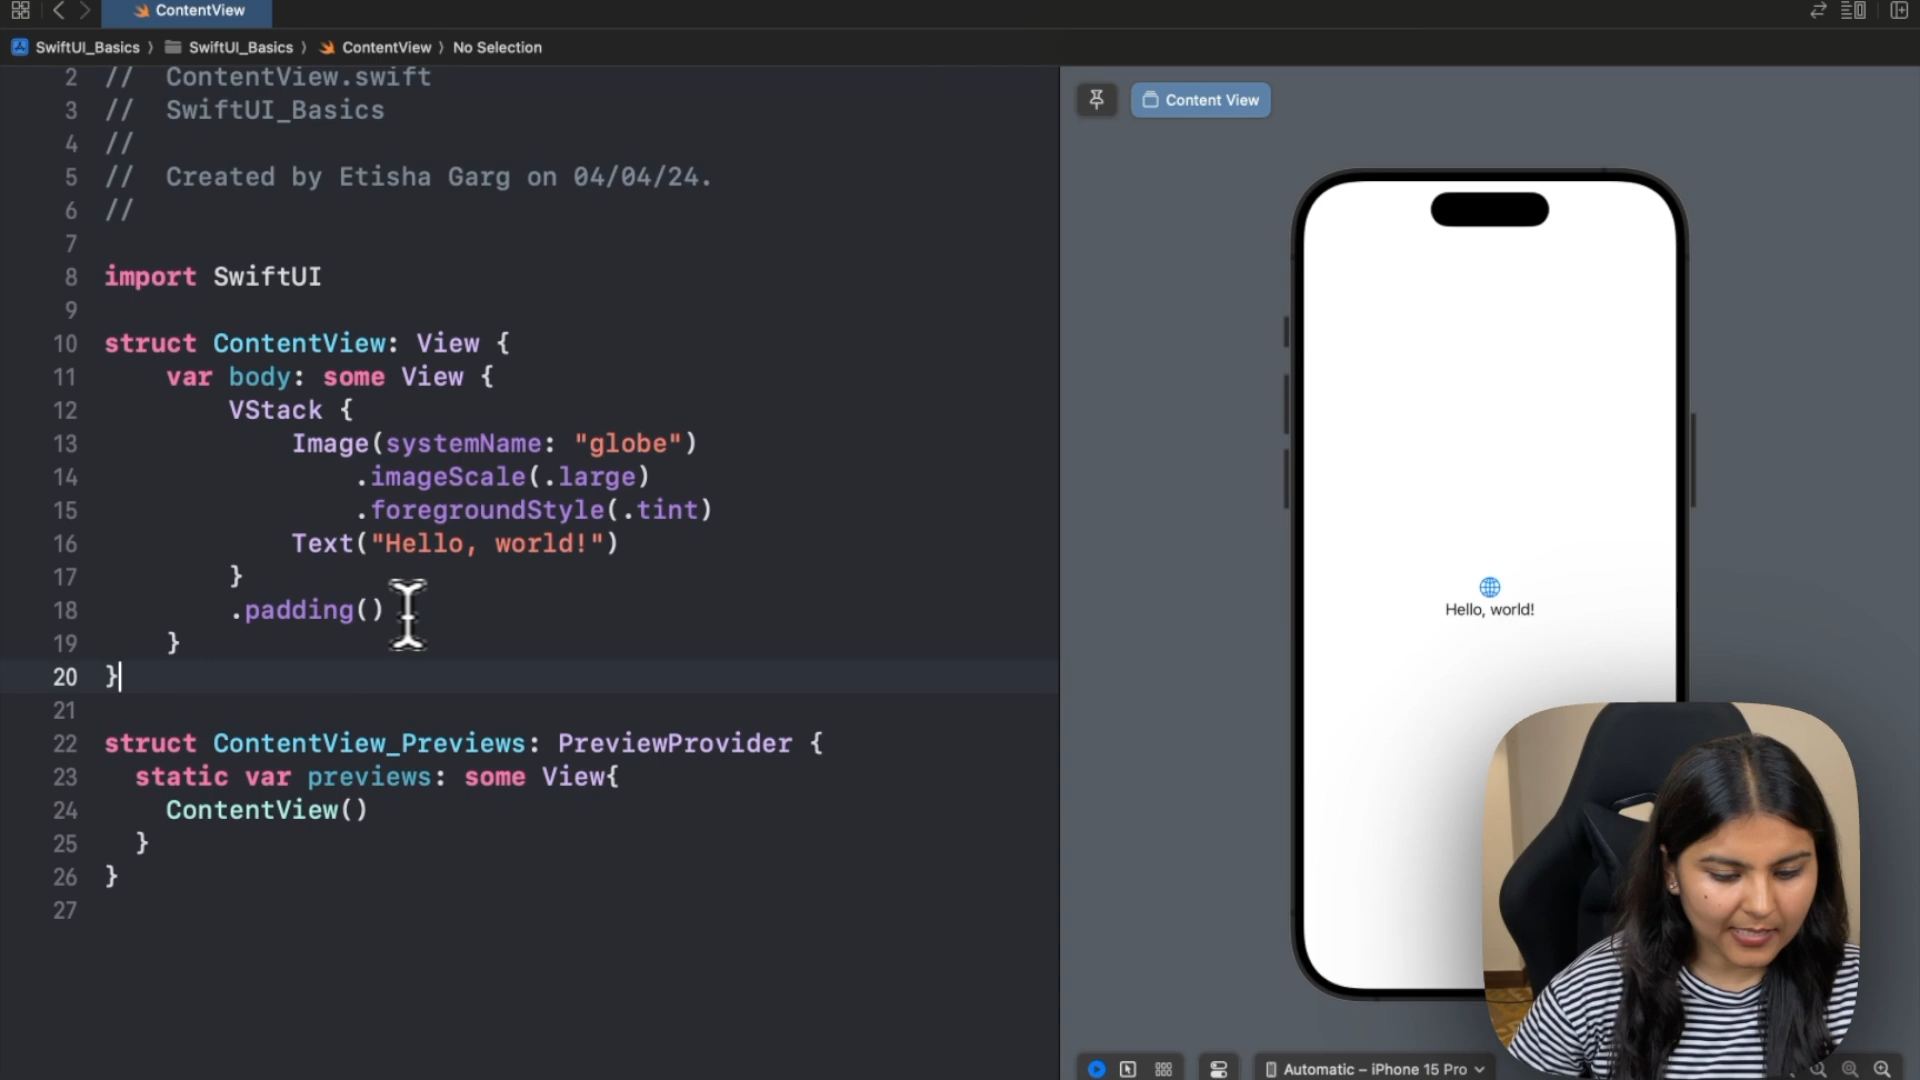 ContentView
SwiftUI_Basics 〉 SwiftUI_Basics 〉 ContentView 〉 No Selection
2 //  ContentView.swift
3 //  SwiftUI_Basics
4 //
5 //  Created by Etisha Garg on 04/04/24.
6 //
7
8 import SwiftUI
9
10 struct ContentView: View {
11     var body: some View {
12         VStack {
13             Image(systemName: "globe")
14                 .imageScale(.large)
15                 .foregroundStyle(.tint)
16             Text("Hello, world!")
17         }
18         .padding()
19     }
20 }
21
22 struct ContentView_Previews: PreviewProvider {
23   static var previews: some View{
24     ContentView()
25   }
26 }
27
Content View
Hello, world!
Automatic – iPhone 15 Pro